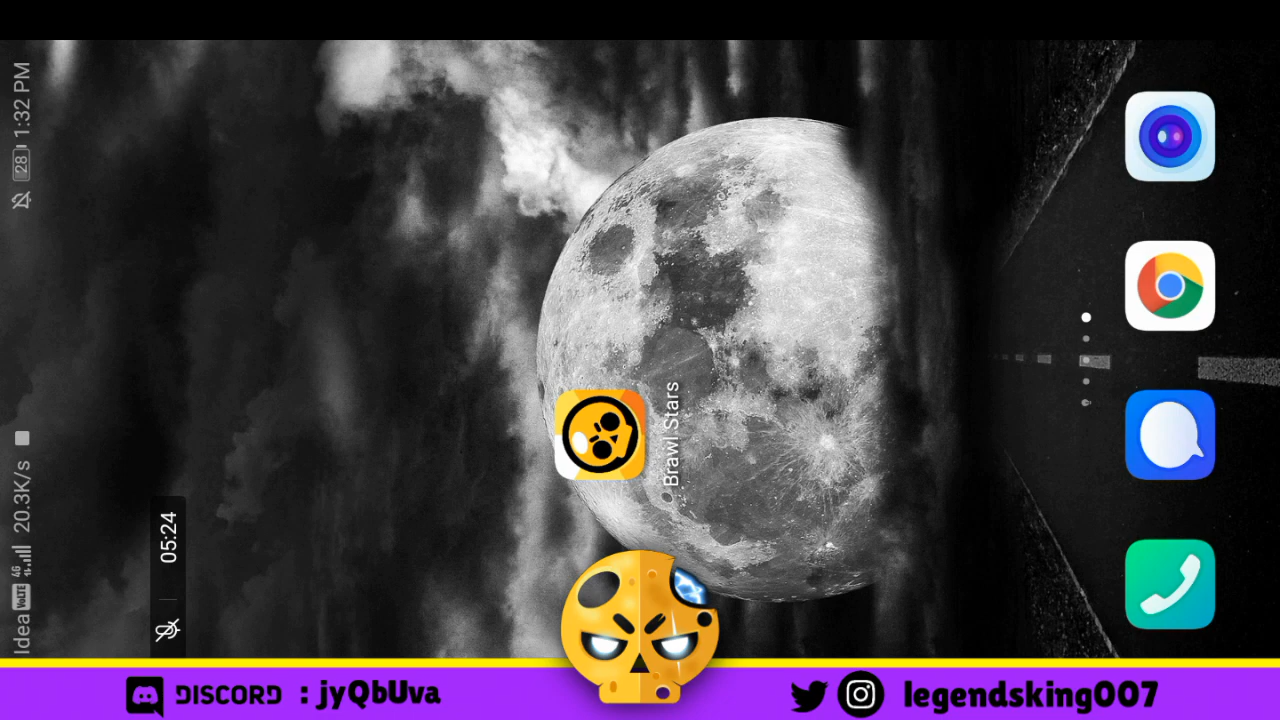 1:32 PM
28
Idea VoLTE 4G 20.3K/s
05:24
Brawl Stars
DISCORD : jyQbUva
legendsking007